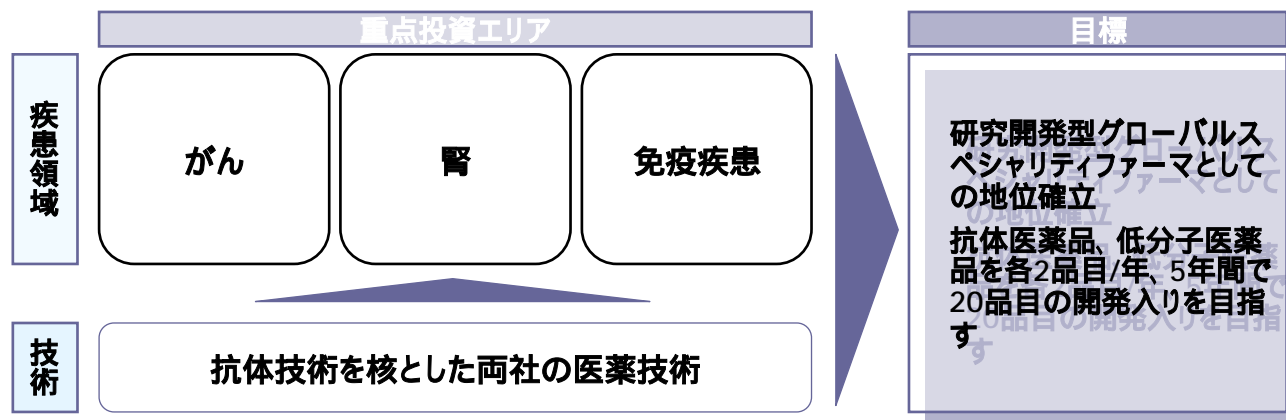 重点投資エリア
目標
疾患領域
がん
腎
免疫疾患
研究開発型グローバルス
ペシャリティファーマとして
の地位確立
抗体医薬品、低分子医薬
品を各2品目/年、5年間で
20品目の開発入りを目指
す
技術
抗体技術を核とした両社の医薬技術